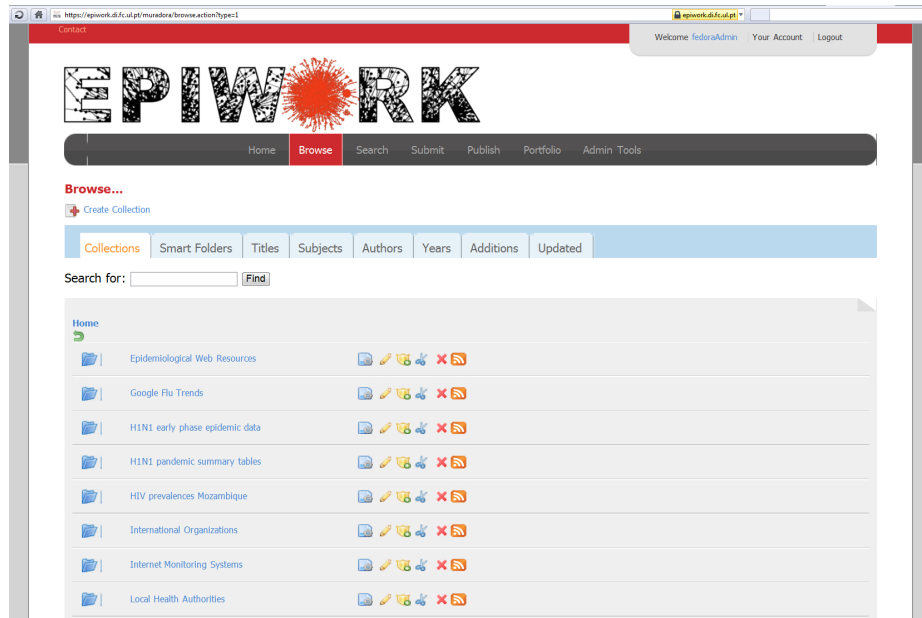 https://epiwork.di.fc.ul.pt/muradora/browse.action?type=1
epiwork.di.fc.ul.pt
Contact
Welcome fedoraAdmin Your Account Logout
EPIWORK
Home Browse Search Submit Publish Portfolio Admin Tools
Browse...
Create Collection
Collections Smart Folders Titles Subjects Authors Years Additions Updated
Search for: Find
Home
Epidemiological Web Resources
Google Flu Trends
H1N1 early phase epidemic data
H1N1 pandemic summary tables
HIV prevalences Mozambique
International Organizations
Internet Monitoring Systems
Local Health Authorities